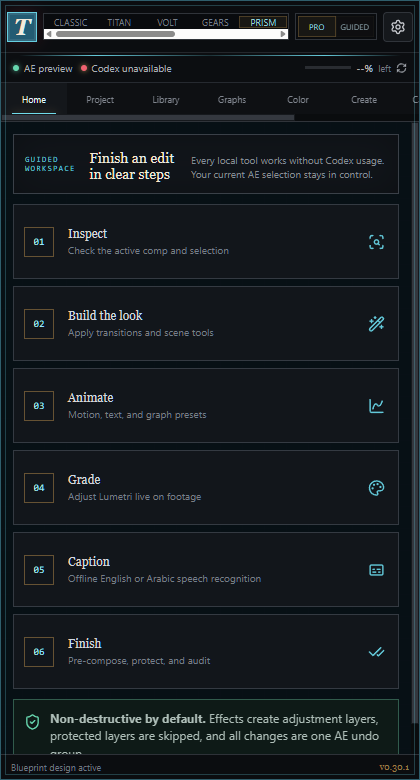 T
CLASSIC TITAN VOLT GEARS PRISM
PRO GUIDED
AE preview Codex unavailable
--% left
Home Project Library Graphs Color Create
GUIDED
WORKSPACE
Finish an edit
in clear steps
Every local tool works without Codex usage.
Your current AE selection stays in control.
01
Inspect
Check the active comp and selection
02
Build the look
Apply transitions and scene tools
03
Animate
Motion, text, and graph presets
04
Grade
Adjust Lumetri live on footage
05
Caption
Offline English or Arabic speech recognition
06
Finish
Pre-compose, protect, and audit
Non-destructive by default. Effects create adjustment layers,
protected layers are skipped, and all changes are one AE undo
group.
Blueprint design active
v0.30.1